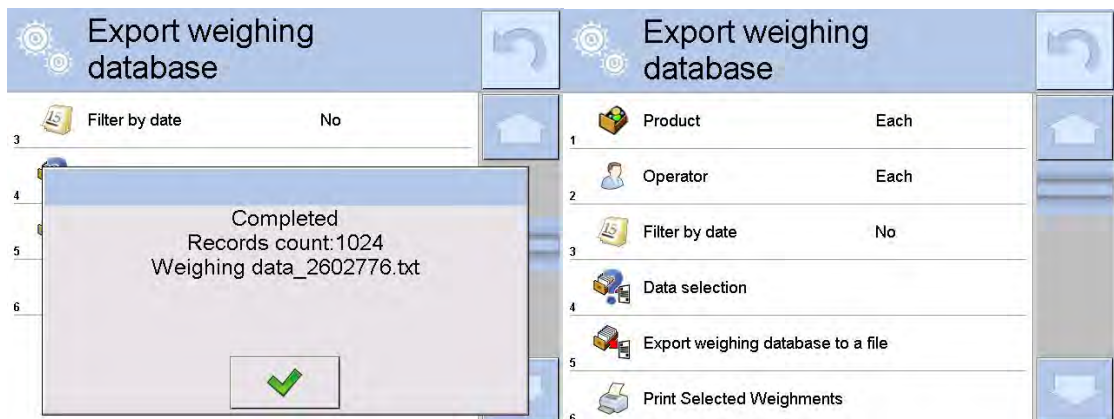 Export weighing
database
15
Filter by date No
3
4
5
6
Completed
Records count:1024
Weighing data_2602776.txt
Export weighing
database
Product Each
1
Operator Each
2
15
Filter by date No
3
Data selection
4
Export weighing database to a file
5
Print Selected Weighments
6